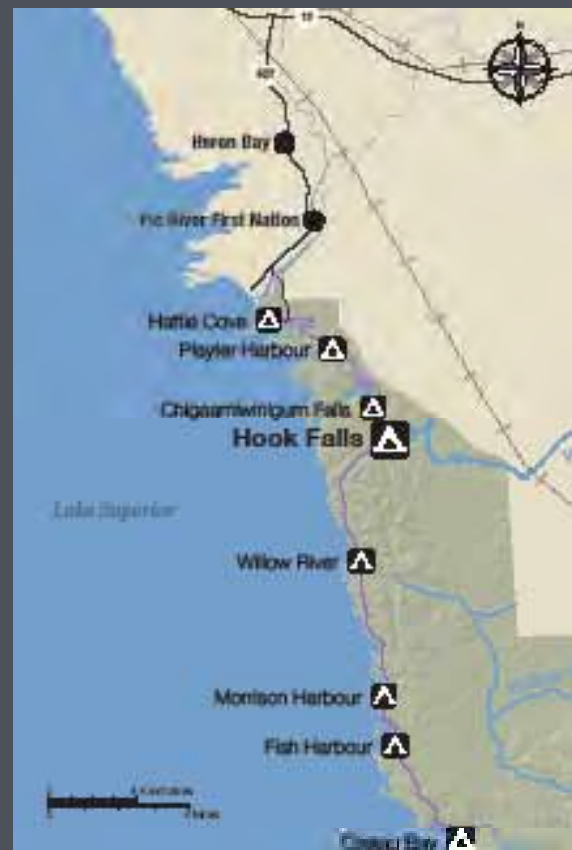 N
Heron Bay
Pic River First Nation
Hattie Cove
Playter Harbour
Chigaamiwinigum Falls
Hook Falls
Lake Superior
Willow River
Morrison Harbour
Fish Harbour